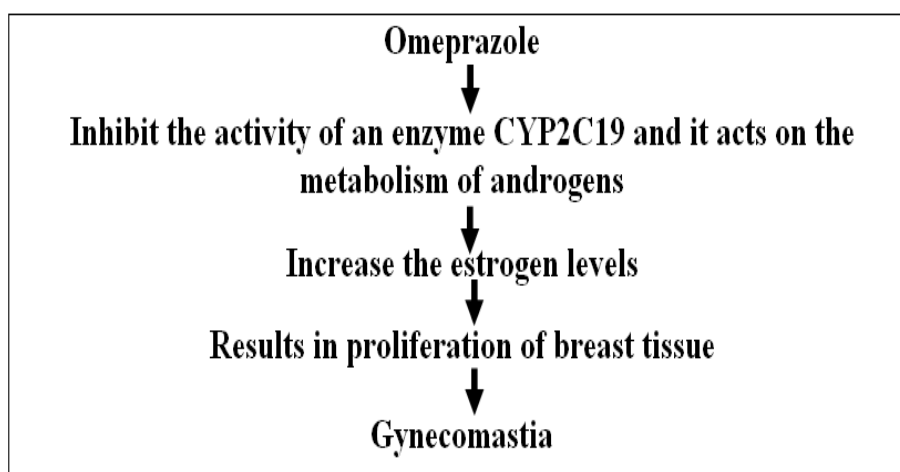 Omeprazole
Inhibit the activity of an enzyme CYP2C19 and it acts on the
metabolism of androgens
Increase the estrogen levels
Results in proliferation of breast tissue
Gynecomastia